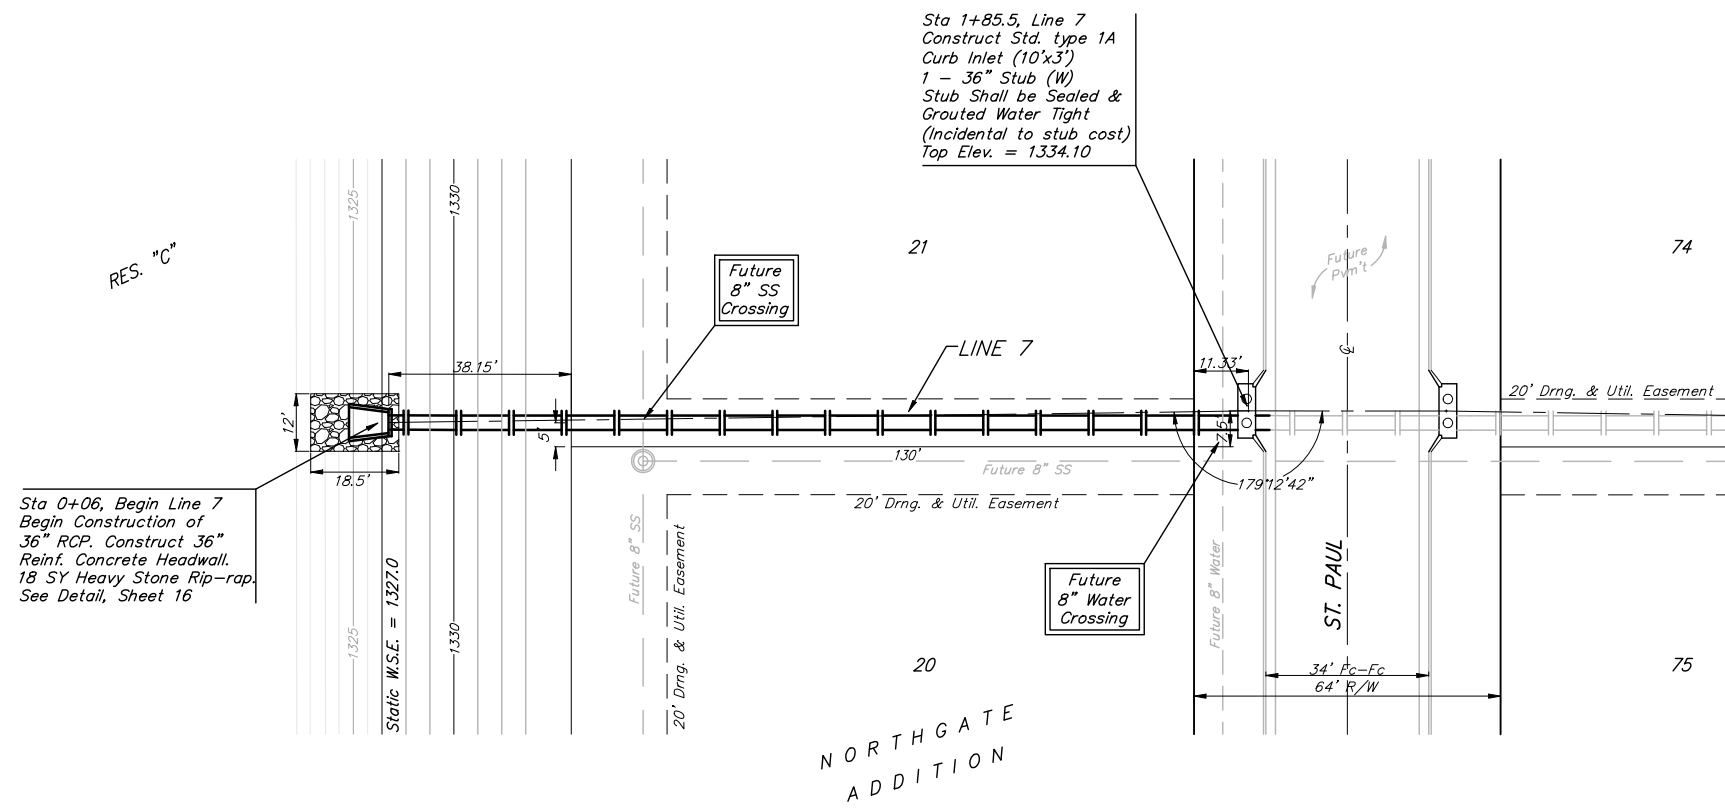 Sta 1+85.5, Line 7
Construct Std. type 1A
Curb Inlet (10'x3')
1 - 36" Stub (W)
Stub Shall be Sealed &
Grouted Water Tight
(Incidental to stub cost)
Top Elev. = 1334.10
1325
1330
RES. "C"
21
74
Future
Pvm't
Future
8" SS
Crossing
LINE 7
℄
38.15'
11.33'
20' Drng. & Util. Easement
12'
5'
7.5'
130'
Future 8" SS
18.5'
179°12'42"
20' Drng. & Util. Easement
Sta 0+06, Begin Line 7
Begin Construction of
36" RCP. Construct 36"
Reinf. Concrete Headwall.
18 SY Heavy Stone Rip-rap.
See Detail, Sheet 16
1325
Static W.S.E. = 1327.0
1330
Future 8" SS
20' Drng. & Util. Easement
Future
8" Water
Crossing
Future 8" Water
ST. PAUL
20
75
34' Fc-Fc
64' R/W
NORTHGATE
ADDITION